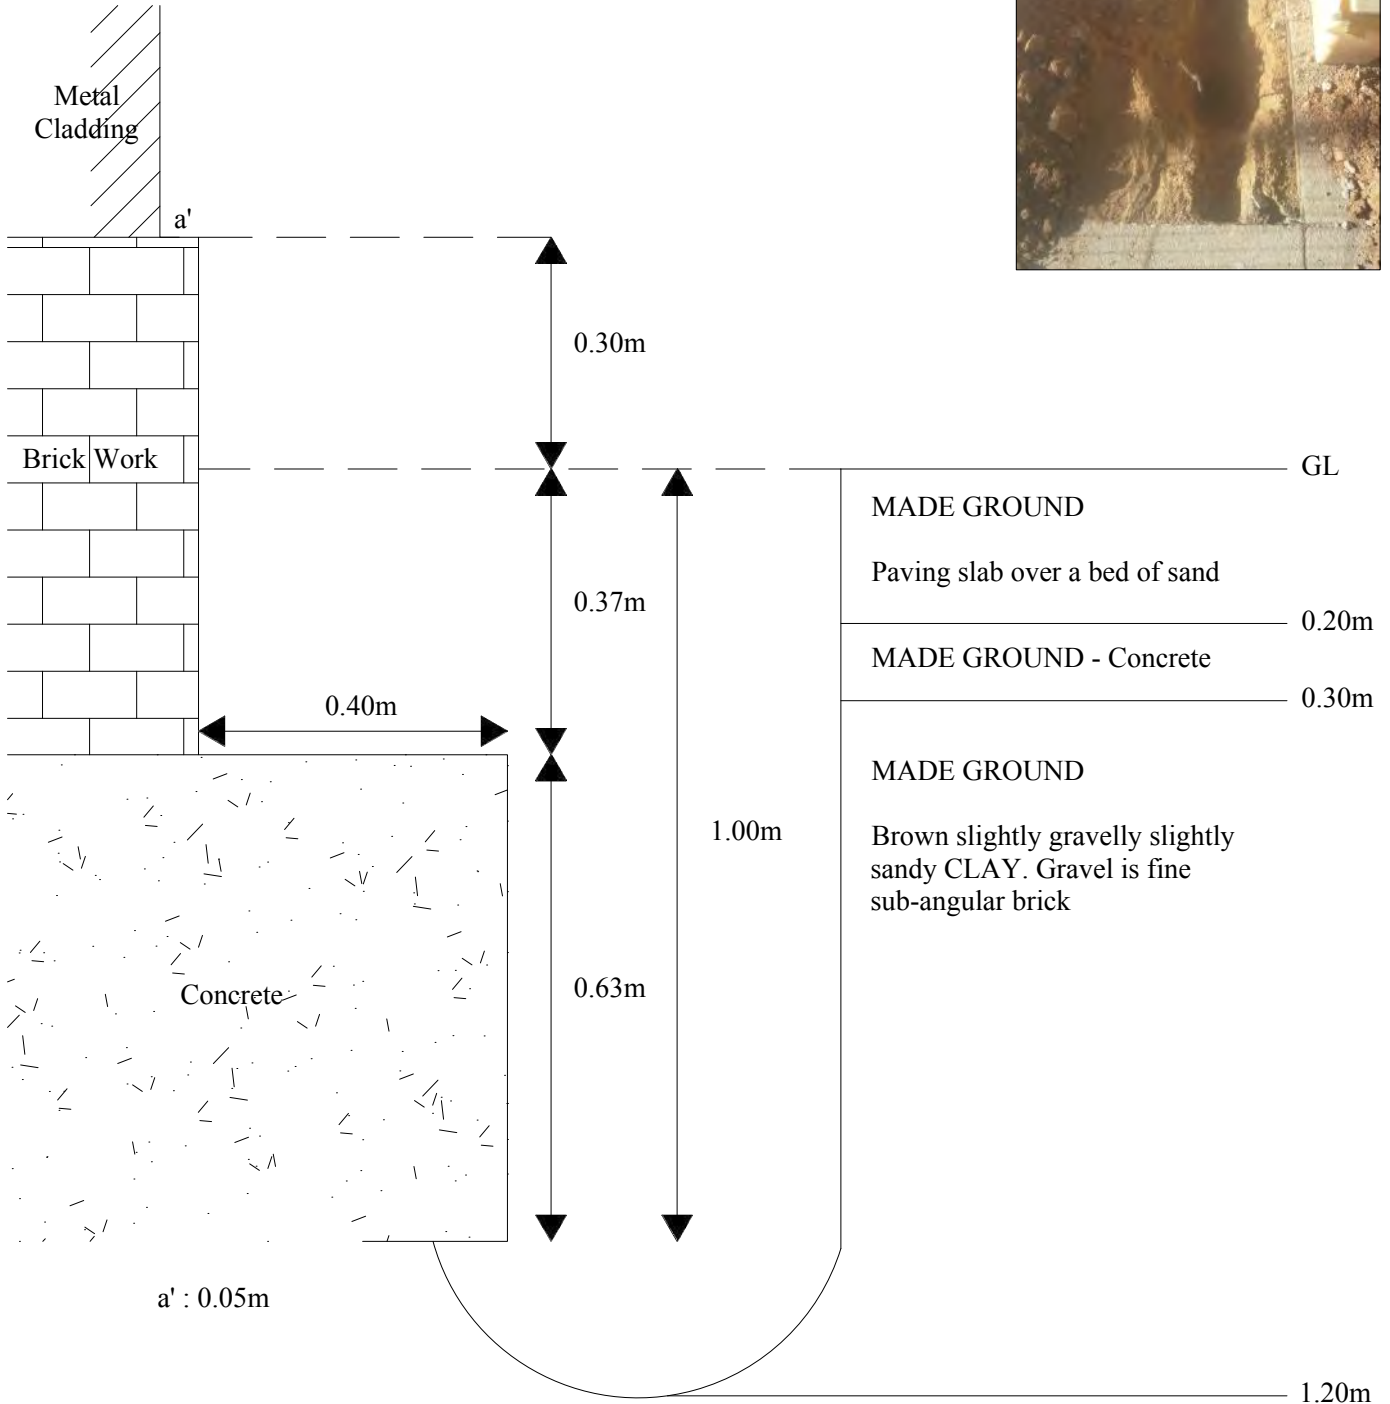 Metal
Cladding
a'
0.30m
Brick Work
GL
MADE GROUND
Paving slab over a bed of sand
0.37m
0.20m
MADE GROUND - Concrete
0.30m
0.40m
MADE GROUND
Brown slightly gravelly slightly
sandy CLAY. Gravel is fine
sub-angular brick
1.00m
0.63m
Concrete
a' : 0.05m
1.20m